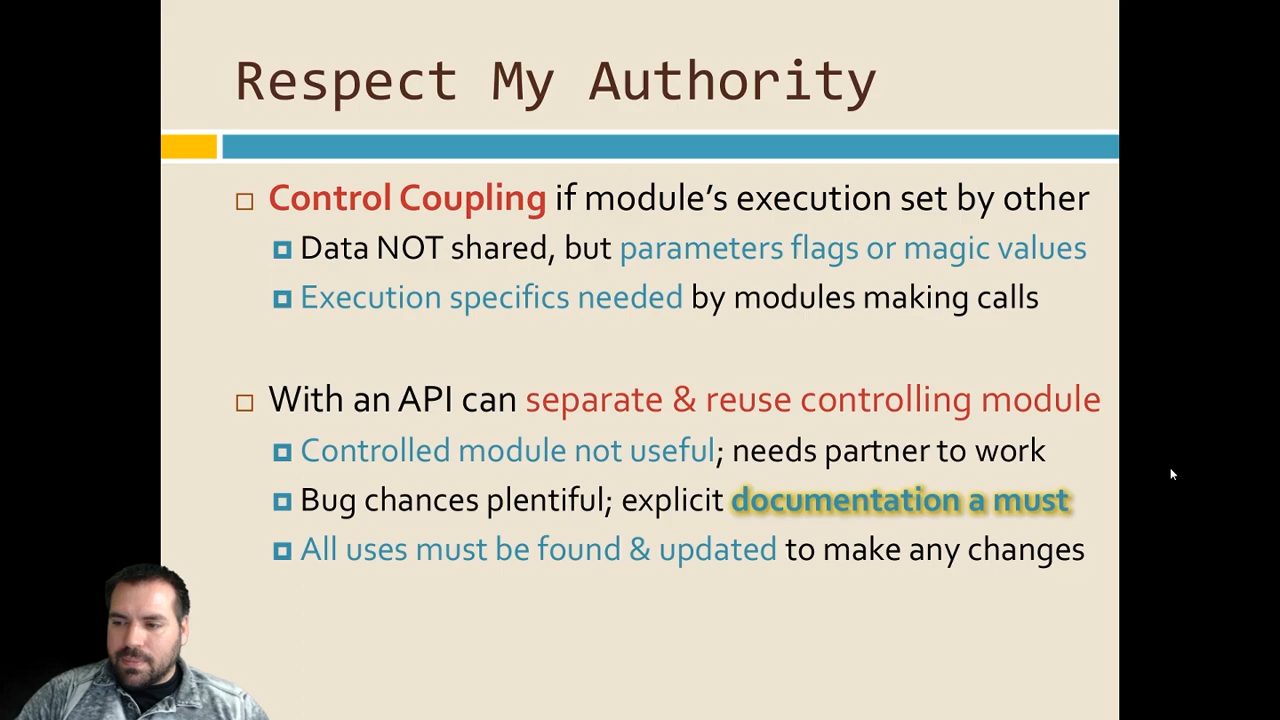 Respect My Authority
Control Coupling if module’s execution set by other
Data NOT shared, but parameters flags or magic values
Execution specifics needed by modules making calls
With an API can separate & reuse controlling module
Controlled module not useful; needs partner to work
Bug chances plentiful; explicit documentation a must
All uses must be found & updated to make any changes